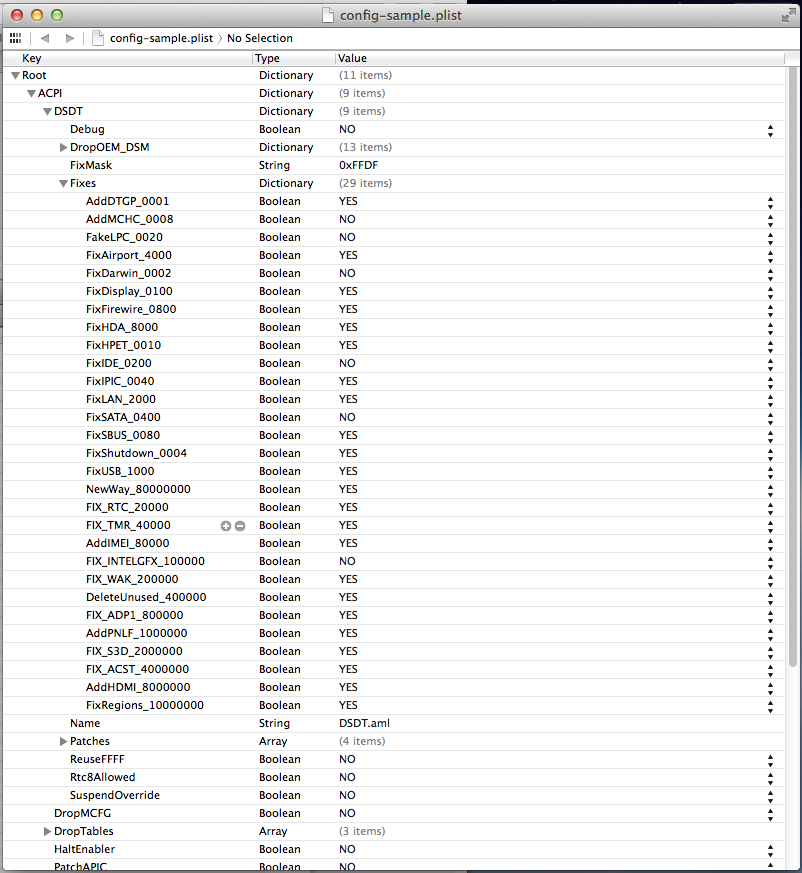 config-sample.plist
config-sample.plist No Selection
Key Type Value
Root Dictionary (11 items)
ACPI Dictionary (9 items)
DSDT Dictionary (9 items)
Debug Boolean NO
DropOEM_DSM Dictionary (13 items)
FixMask String 0xFFDF
Fixes Dictionary (29 items)
AddDTGP_0001 Boolean YES
AddMCHC_0008 Boolean NO
FakeLPC_0020 Boolean NO
FixAirport_4000 Boolean YES
FixDarwin_0002 Boolean NO
FixDisplay_0100 Boolean YES
FixFirewire_0800 Boolean YES
FixHDA_8000 Boolean YES
FixHPET_0010 Boolean YES
FixIDE_0200 Boolean NO
FixIPIC_0040 Boolean YES
FixLAN_2000 Boolean YES
FixSATA_0400 Boolean NO
FixSBUS_0080 Boolean YES
FixShutdown_0004 Boolean YES
FixUSB_1000 Boolean YES
NewWay_80000000 Boolean YES
FIX_RTC_20000 Boolean YES
FIX_TMR_40000 Boolean YES
AddIMEI_80000 Boolean YES
FIX_INTELGFX_100000 Boolean NO
FIX_WAK_200000 Boolean YES
DeleteUnused_400000 Boolean YES
FIX_ADP1_800000 Boolean YES
AddPNLF_1000000 Boolean YES
FIX_S3D_2000000 Boolean YES
FIX_ACST_4000000 Boolean YES
AddHDMI_8000000 Boolean YES
FixRegions_10000000 Boolean YES
Name String DSDT.aml
Patches Array (4 items)
ReuseFFFF Boolean NO
Rtc8Allowed Boolean NO
SuspendOverride Boolean NO
DropMCFG Boolean NO
DropTables Array (3 items)
HaltEnabler Boolean NO
PatchAPIC Boolean NO